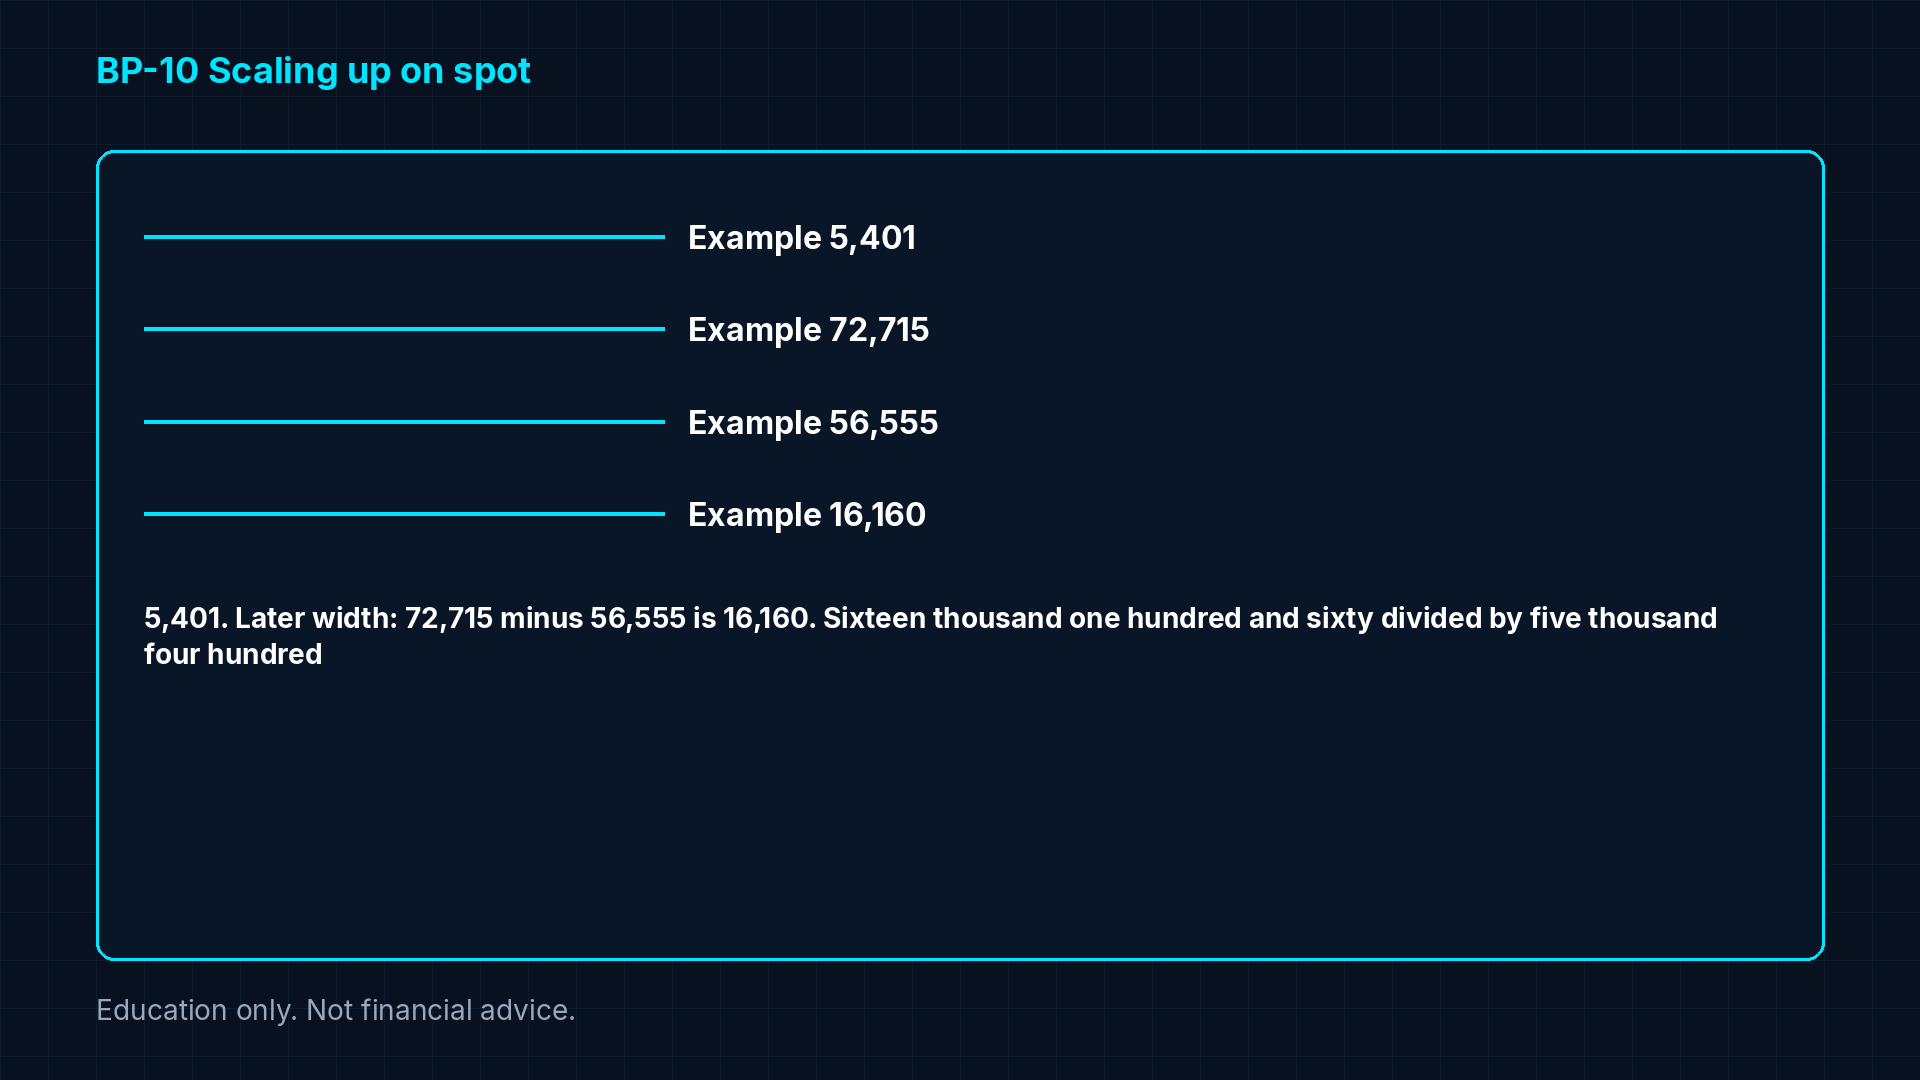 BP-10 Scaling up on spot
Example 5,401
Example 72,715
Example 56,555
Example 16,160
5,401. Later width: 72,715 minus 56,555 is 16,160. Sixteen thousand one hundred and sixty divided by five thousand
four hundred
Education only. Not financial advice.